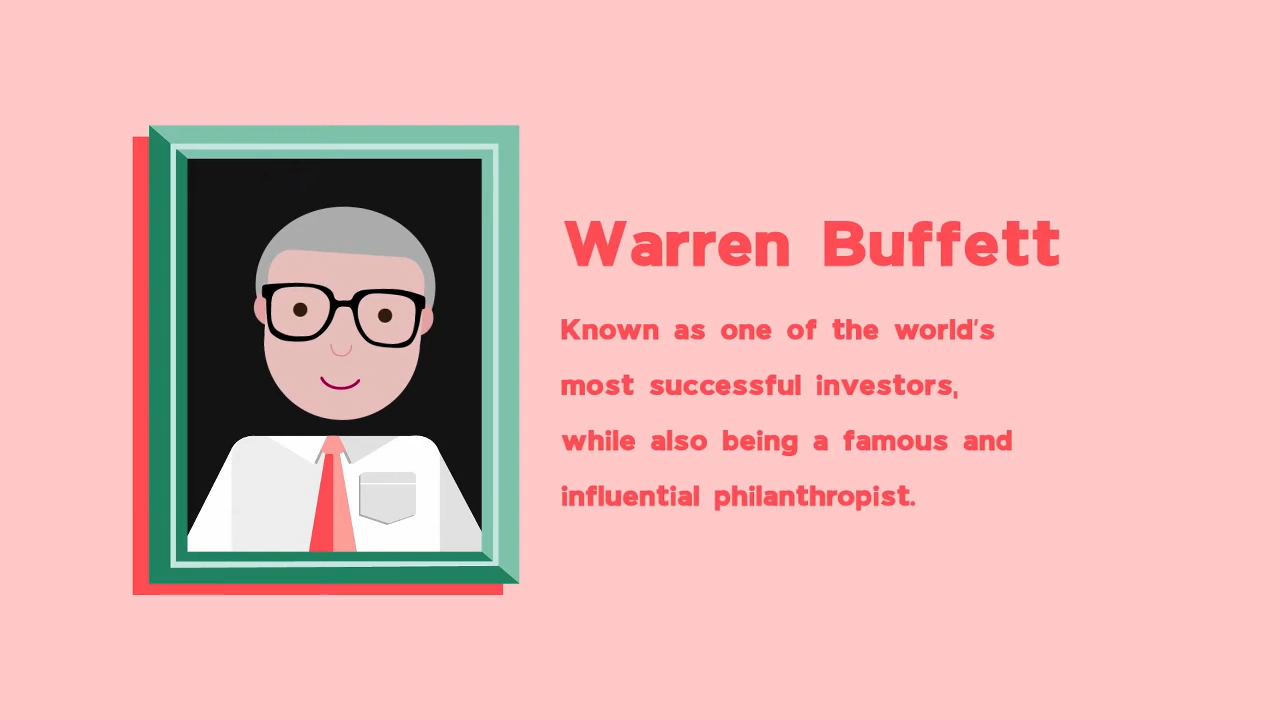 Warren Buffett
Known as one of the world's
most successful investors,
while also being a famous and
influential philanthropist.